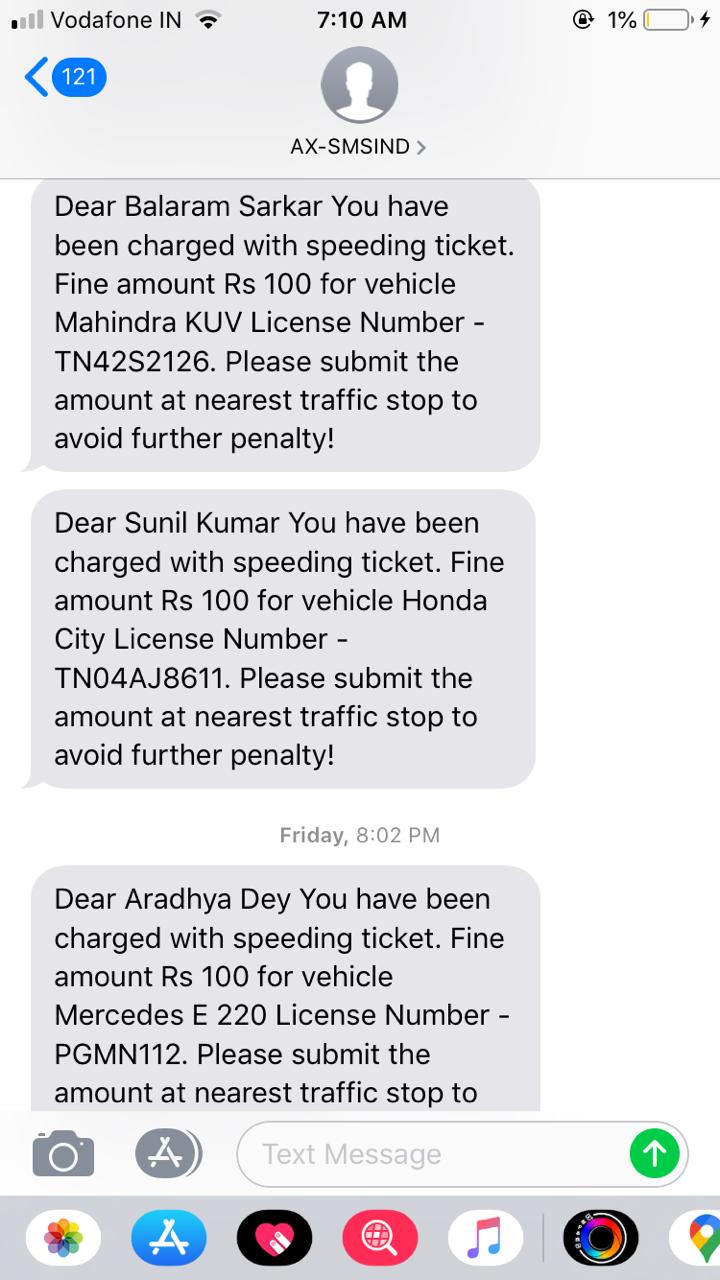 Vodafone IN 7:10 AM 1%
121
AX-SMSIND
Dear Balaram Sarkar You have
been charged with speeding ticket.
Fine amount Rs 100 for vehicle
Mahindra KUV License Number -
TN42S2126. Please submit the
amount at nearest traffic stop to
avoid further penalty!
Dear Sunil Kumar You have been
charged with speeding ticket. Fine
amount Rs 100 for vehicle Honda
City License Number -
TN04AJ8611. Please submit the
amount at nearest traffic stop to
avoid further penalty!
Friday, 8:02 PM
Dear Aradhya Dey You have been
charged with speeding ticket. Fine
amount Rs 100 for vehicle
Mercedes E 220 License Number -
PGMN112. Please submit the
amount at nearest traffic stop to
Text Message